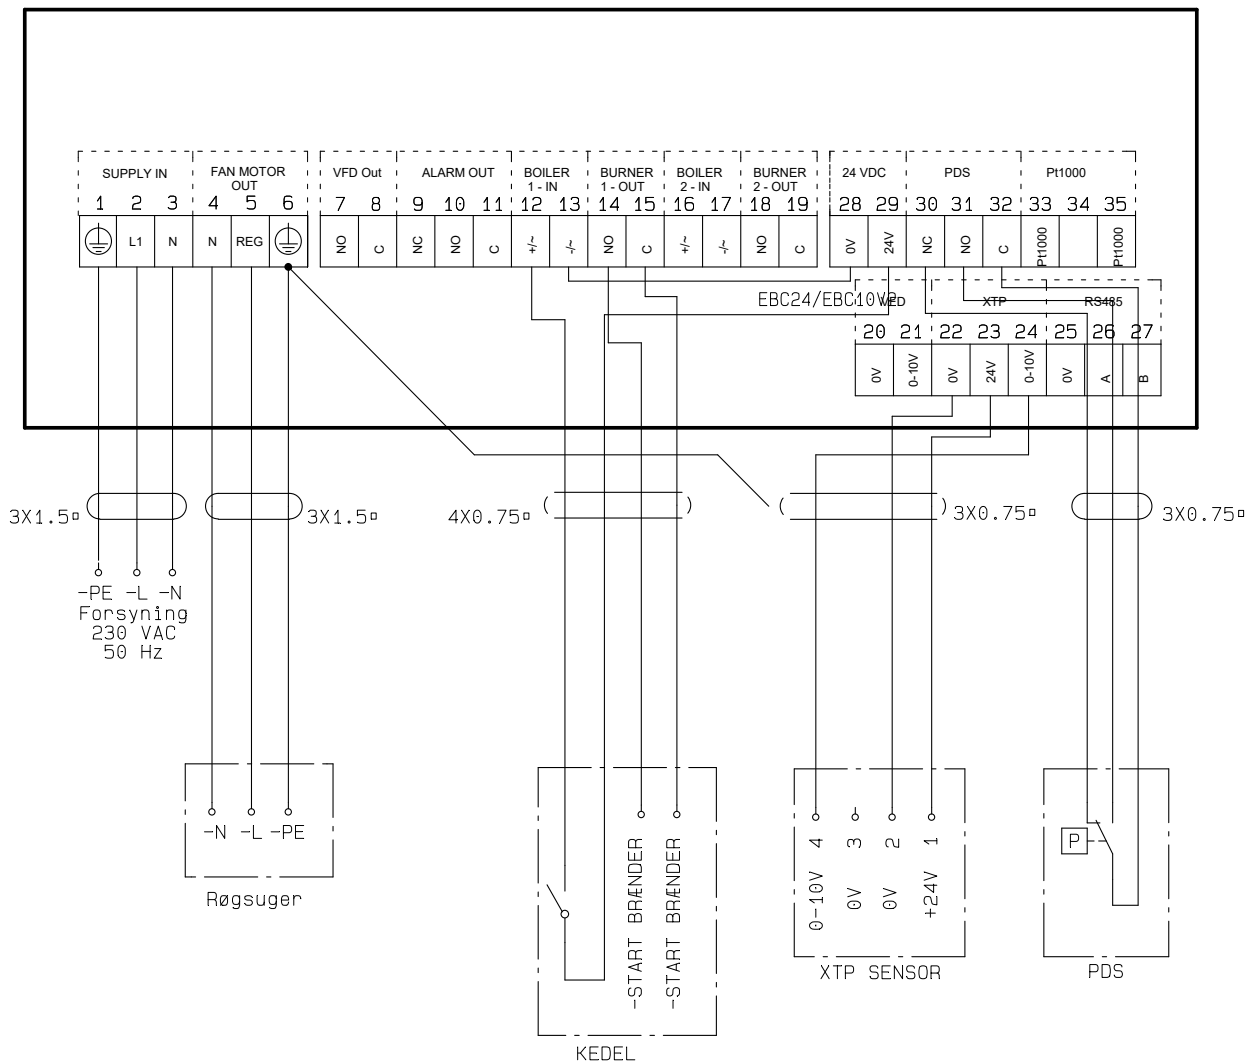 SUPPLY IN
FAN MOTOR
OUT
VFD Out
ALARM OUT
BOILER
1 - IN
BURNER
1 - OUT
BOILER
2 - IN
BURNER
2 - OUT
24 VDC
PDS
Pt1000
1 2 3 4 5 6 7 8 9 10 11 12 13 14 15 16 17 18 19 28 29 30 31 32 33 34 35
L1 N N REG NO C NC NO C +/~ -/~ NO C +/~ -/~ NO C 0V 24V NC NO C Pt1000 Pt1000
EBC24/EBC10V2
VFD
XTP
RS485
20 21 22 23 24 25 26 27
0V 0-10V 0V 24V 0-10V 0V A B
3X1.5▫
3X1.5▫
4X0.75▫
3X0.75▫
3X0.75▫
-PE -L -N
Forsyning
230 VAC
50 Hz
-N -L -PE
Røgsuger
-START BRÆNDER
-START BRÆNDER
KEDEL
4 3 2 1
0-10V 0V 0V +24V
XTP SENSOR
P
PDS